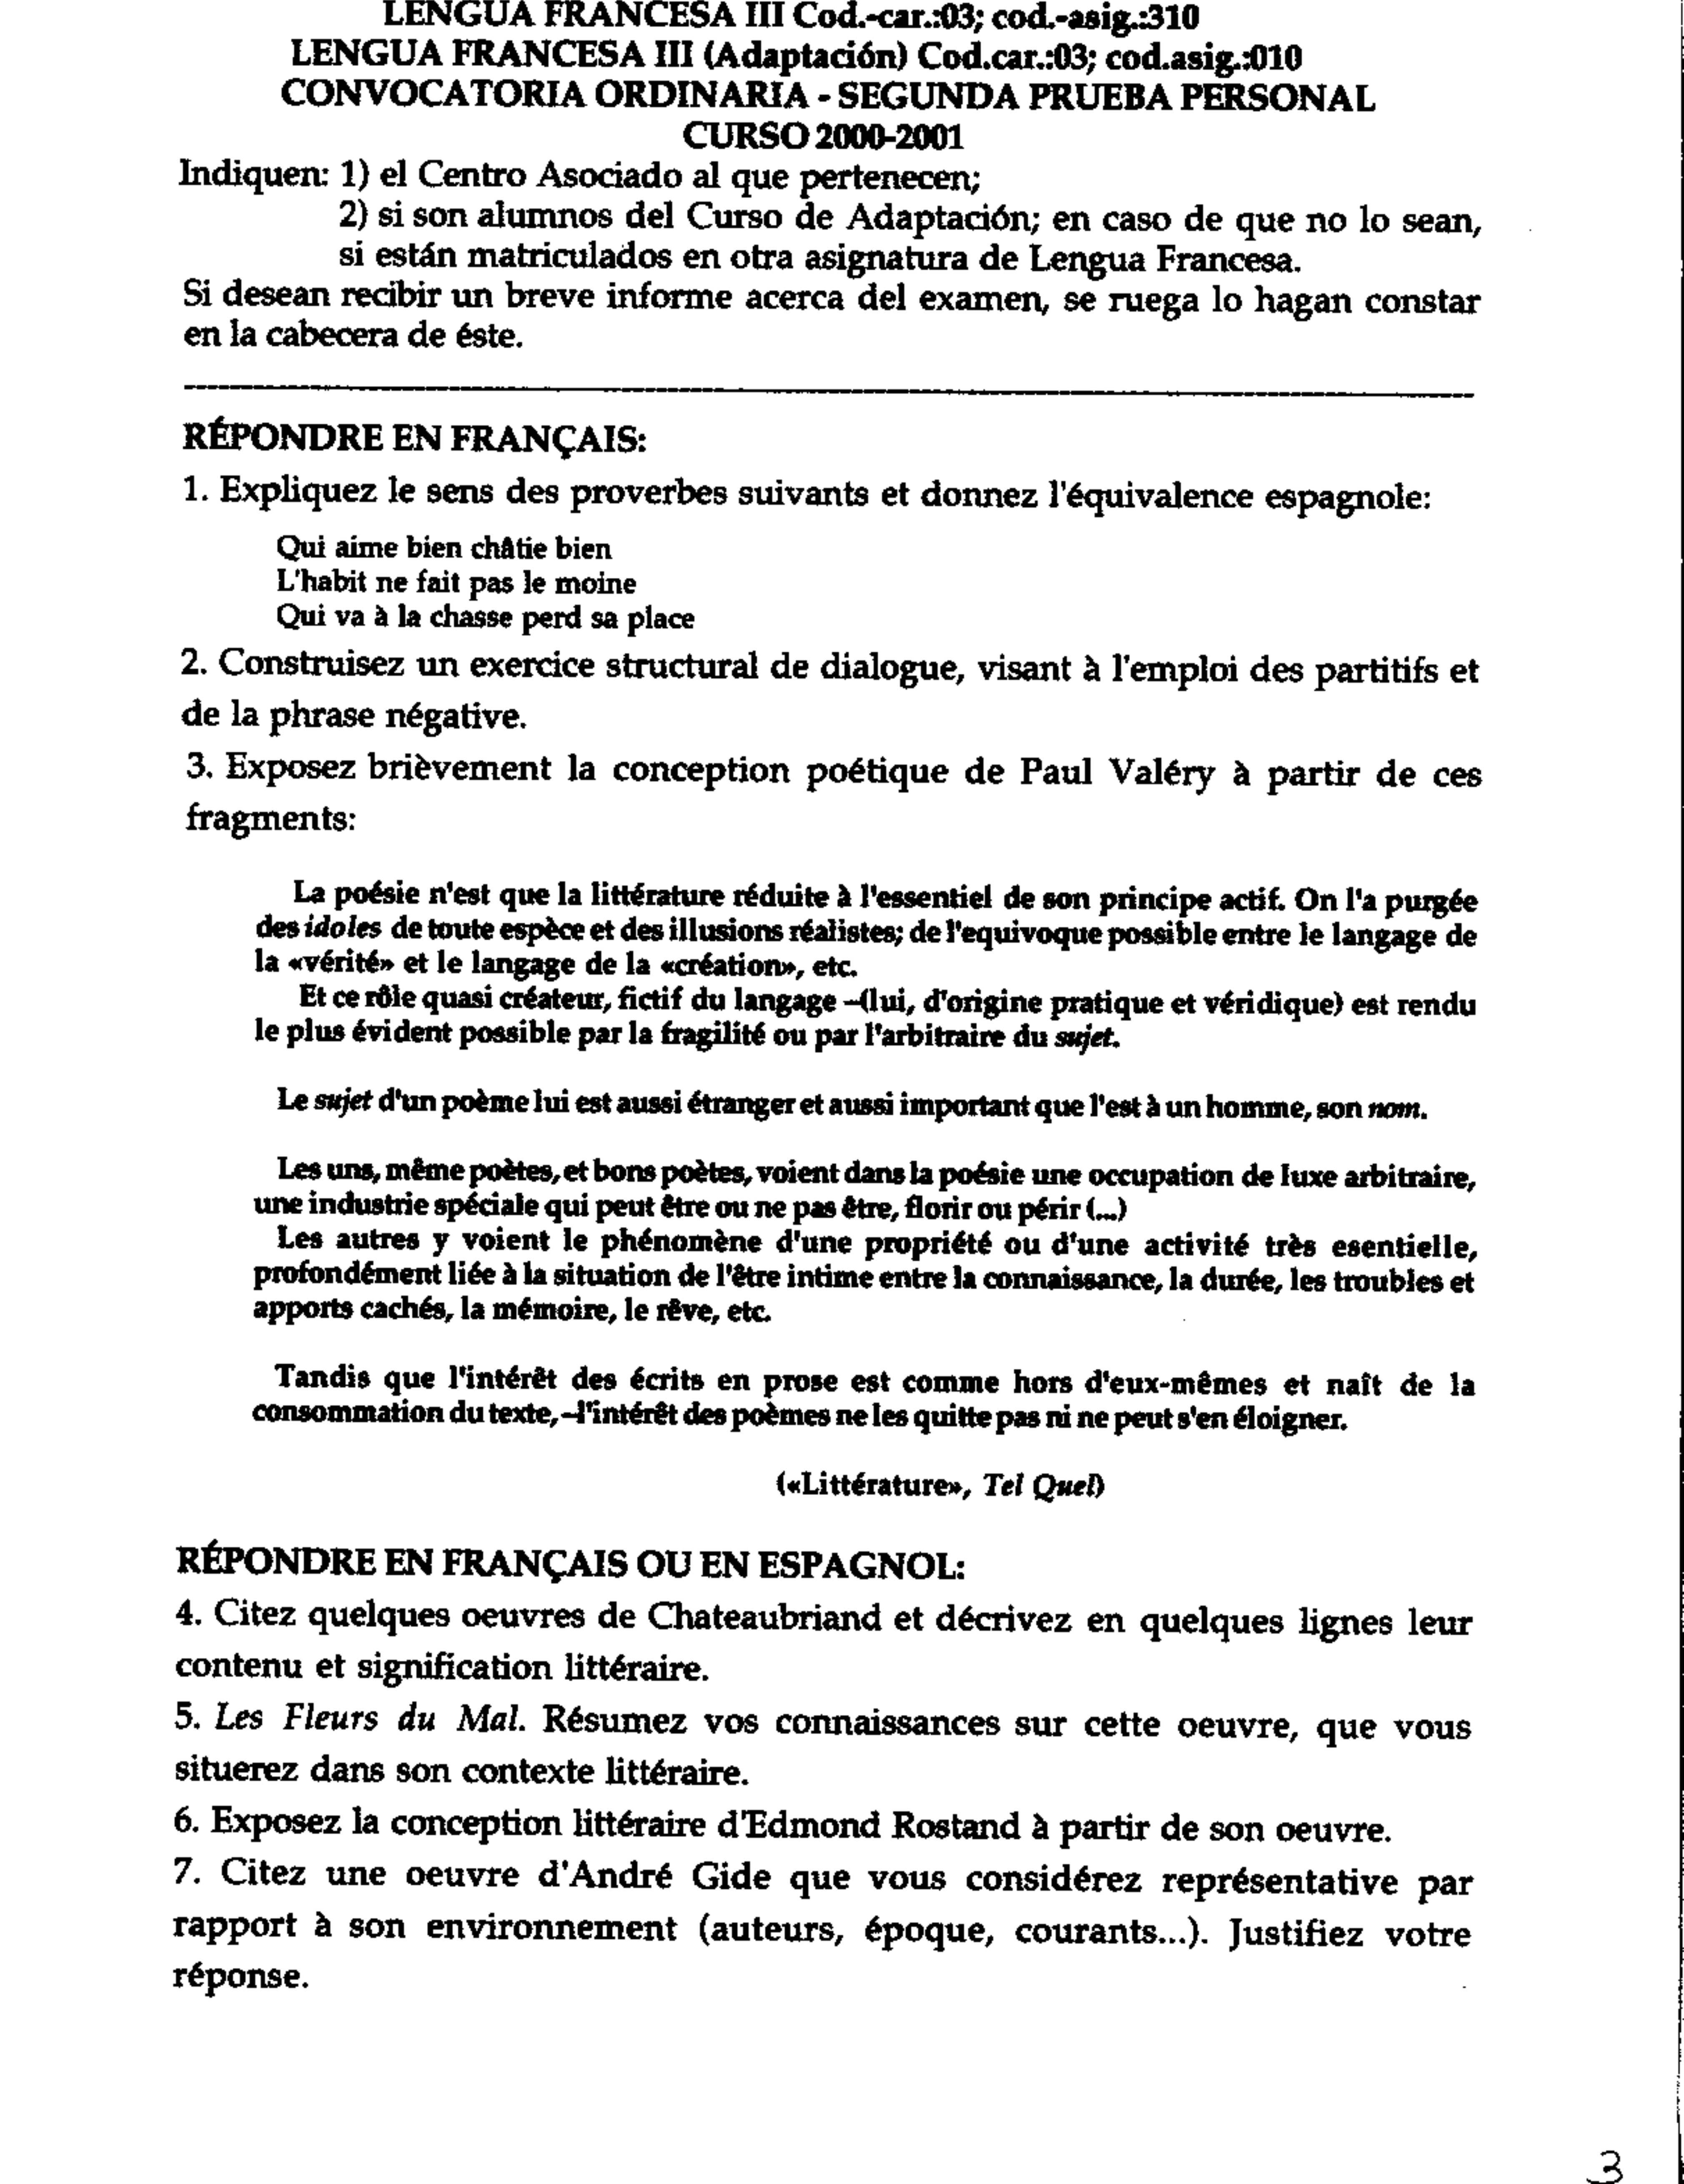 LENGUA FRANCESA III Cod.-car.:03; cod.-asig.:310
LENGUA FRANCESA III (Adaptación) Cod.car.:03; cod.asig.:010
CONVOCATORIA ORDINARIA - SEGUNDA PRUEBA PERSONAL
CURSO 2000-2001
Indiquen: 1) el Centro Asociado al que pertenecen;
2) si son alumnos del Curso de Adaptación; en caso de que no lo sean,
si están matriculados en otra asignatura de Lengua Francesa.
Si desean recibir un breve informe acerca del examen, se ruega lo hagan constar
en la cabecera de éste.
RÉPONDRE EN FRANÇAIS:
1. Expliquez le sens des proverbes suivants et donnez l'équivalence espagnole:
Qui aime bien châtie bien
L'habit ne fait pas le moine
Qui va à la chasse perd sa place
2. Construisez un exercice structural de dialogue, visant à l'emploi des partitifs et
de la phrase négative.
3. Exposez brièvement la conception poétique de Paul Valéry à partir de ces
fragments:
La poésie n'est que la littérature réduite à l'essentiel de son principe actif. On l'a purgée
des idoles de toute espèce et des illusions réalistes; de l'equivoque possible entre le langage de
la «vérité» et le langage de la «création», etc.
Et ce rôle quasi créateur, fictif du langage –(lui, d'origine pratique et véridique) est rendu
le plus évident possible par la fragilité ou par l'arbitraire du sujet.
Le sujet d'un poème lui est aussi étranger et aussi important que l'est à un homme, son nom.
Les uns, même poètes, et bons poètes, voient dans la poésie une occupation de luxe arbitraire,
une industrie spéciale qui peut être ou ne pas être, florir ou périr (...)
Les autres y voient le phénomène d'une propriété ou d'une activité très esentielle,
profondément liée à la situation de l'être intime entre la connaissance, la durée, les troubles et
apports cachés, la mémoire, le rêve, etc.
Tandis que l'intérêt des écrits en prose est comme hors d'eux-mêmes et naît de la
consommation du texte, –l'intérêt des poèmes ne les quitte pas ni ne peut s'en éloigner.
(«Littérature», Tel Quel)
RÉPONDRE EN FRANÇAIS OU EN ESPAGNOL:
4. Citez quelques oeuvres de Chateaubriand et décrivez en quelques lignes leur
contenu et signification littéraire.
5. Les Fleurs du Mal. Résumez vos connaissances sur cette oeuvre, que vous
situerez dans son contexte littéraire.
6. Exposez la conception littéraire d'Edmond Rostand à partir de son oeuvre.
7. Citez une oeuvre d'André Gide que vous considérez représentative par
rapport à son environnement (auteurs, époque, courants...). Justifiez votre
réponse.
3